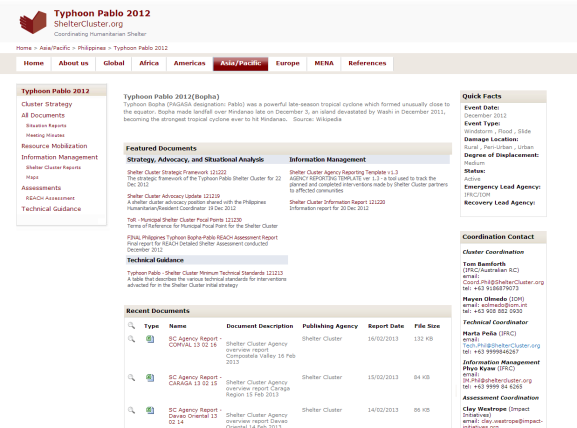 Typhoon Pablo 2012
ShelterCluster.org
Coordinating Humanitarian Shelter
Home > Asia/Pacific > Philippines > Typhoon Pablo 2012
Home About us Global Africa Americas Asia/Pacific Europe MENA References
Typhoon Pablo 2012
Cluster Strategy
All Documents
Situation Reports
Meeting Minutes
Resource Mobilization
Information Management
Shelter Cluster Reports
Maps
Assessments
REACH Assessment
Technical Guidance
Typhoon Pablo 2012(Bopha)
Typhoon Bopha (PAGASA designation: Pablo) was a powerful late-season tropical cyclone which formed unusually close to
the equator. Bopha made landfall over Mindanao late on December 3, an island devastated by Washi in December 2011,
becoming the strongest tropical cyclone ever to hit Mindanao. Source: Wikipedia
Featured Documents
Strategy, Advocacy, and Situational Analysis
Shelter Cluster Strategic Framework 121222
The strategic framework of the Typhoon Pablo Shelter Cluster for 22
Dec 2012
Shelter Cluster Advocacy Update 121219
A shelter cluster advocacy position shared with the Philippines
Humanitarian/Resident Coordinator 19 Dec 2012
ToR - Municipal Shelter Cluster Focal Points 121230
Terms of Reference for Municipal Focal Point for the Shelter Cluster
FINAL Philippines Typhoon Bopha-Pablo REACH Assessment Report
Final report for REACH Detailed Shelter Assessment conducted
December 2012
Technical Guidance
Typhoon Pablo - Shelter Cluster Minimum Technical Standards 121213
A table that describes the various technical standards for interventions
advacted for in the Shelter Cluster initial strategy
Information Management
Shelter Cluster Agency Reporting Template v1.3
AGENCY REPORTING TEMPLATE ver 1.3 - a tool used to track the
planned and completed interventions made by Shelter Cluster partners
to affected communities
Shelter Cluster Information Report 121220
Information report for 20 Dec 2012
Recent Documents
Type Name Document Description Publishing Agency Report Date File Size
SC Agency Report -
COMVAL 13 02 16
Shelter Cluster Agency
overview report
Compostela Valley 16 Feb
2013
Shelter Cluster 16/02/2013 132 KB
SC Agency Report -
CARAGA 13 02 15
Shelter Cluster Agency
overview report Caraga
Region 15 Feb 2013
Shelter Cluster 15/02/2013 84 KB
SC Agency Report -
Davao Oriental 13
02 14
Shelter Cluster Agency
overview report Davao
Oriental 14 Feb 2013
Shelter Cluster 14/02/2013 86 KB
Quick Facts
Event Date:
December 2012
Event Type:
Windstorm , Flood , Slide
Damage Location:
Rural , Peri-Urban , Urban
Degree of Displacement:
Medium
Status:
Active
Emergency Lead Agency:
IFRC/IOM
Recovery Lead Agency:
Coordination Contact
Cluster Coordination
Tom Bamforth
(IFRC/Australian RC)
email:
Coord.Phil@ShelterCluster.org
tel: +63 9186879073
Mayen Olmedo (IOM)
email: eolmedo@iom.int
tel: +63 908 882 0930
Technical Coordinator
Marta Peña (IFRC)
email:
Tech.Phil@ShelterCluster.org
tel: +63 9999846267
Information Management
Phyo Kyaw (IFRC)
email:
IM.Phil@sheltercluster.org
tel: +63 9999 84 6265
Assessment Coordination
Clay Westrope (Impact
Initiatives)
email: clay.westrope@impact-
initiatives.org